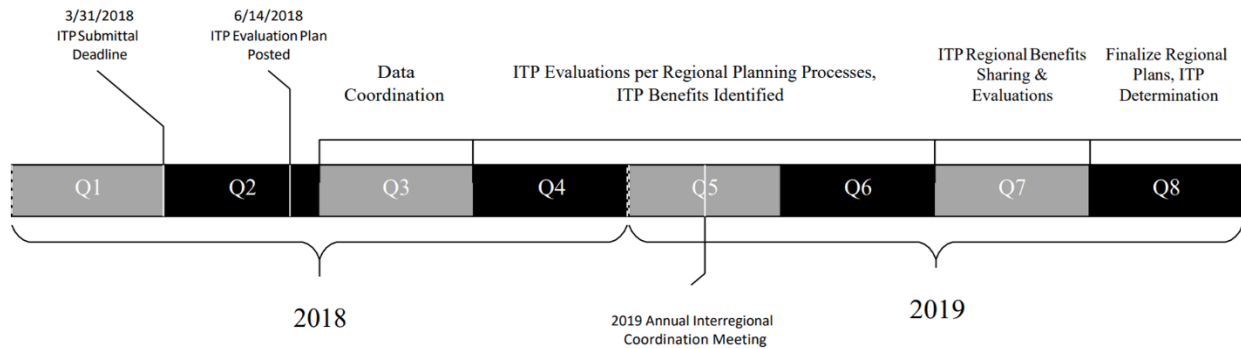 3/31/2018
ITP Submittal
Deadline
6/14/2018
ITP Evaluation Plan
Posted
Data
Coordination
ITP Evaluations per Regional Planning Processes,
ITP Benefits Identified
ITP Regional Benefits
Sharing &
Evaluations
Finalize Regional
Plans, ITP
Determination
Q1
Q2
Q3
Q4
Q5
Q6
Q7
Q8
2018
2019
2019 Annual Interregional
Coordination Meeting